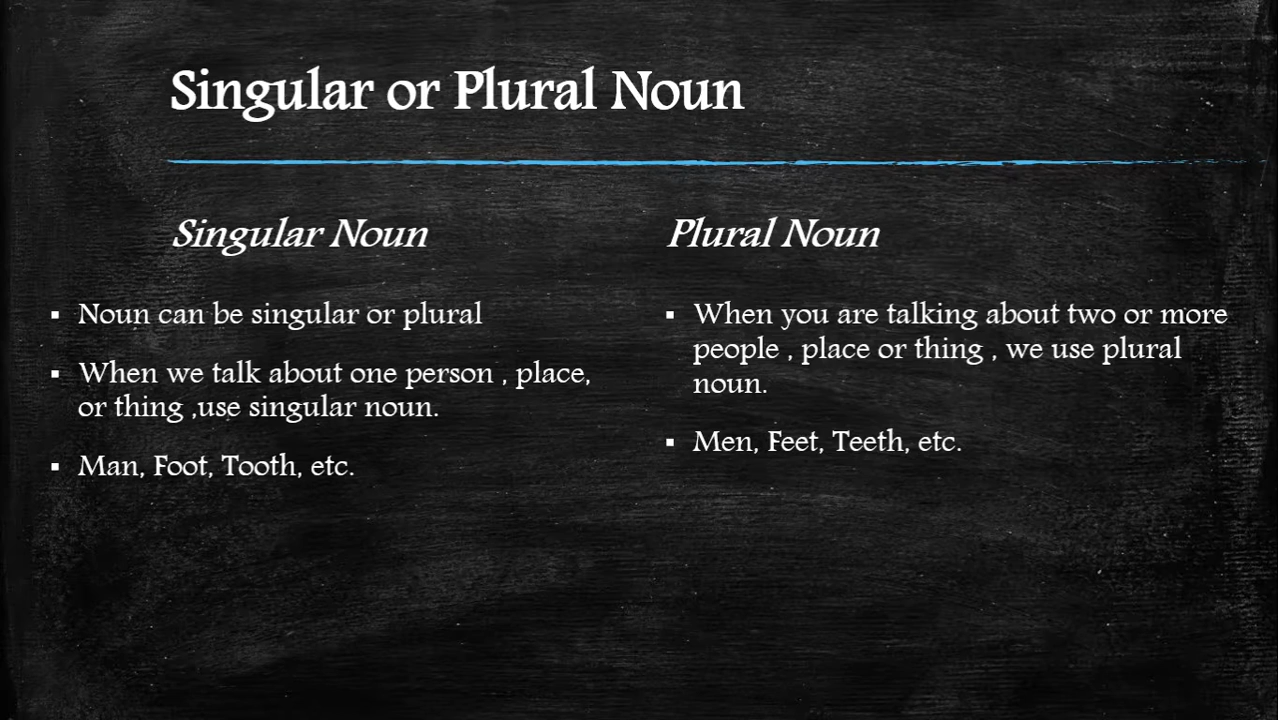 Singular or Plural Noun
Singular Noun
▪ Noun can be singular or plural
▪ When we talk about one person , place,
or thing ,use singular noun.
▪ Man, Foot, Tooth, etc.
Plural Noun
▪ When you are talking about two or more
people , place or thing , we use plural
noun.
▪ Men, Feet, Teeth, etc.